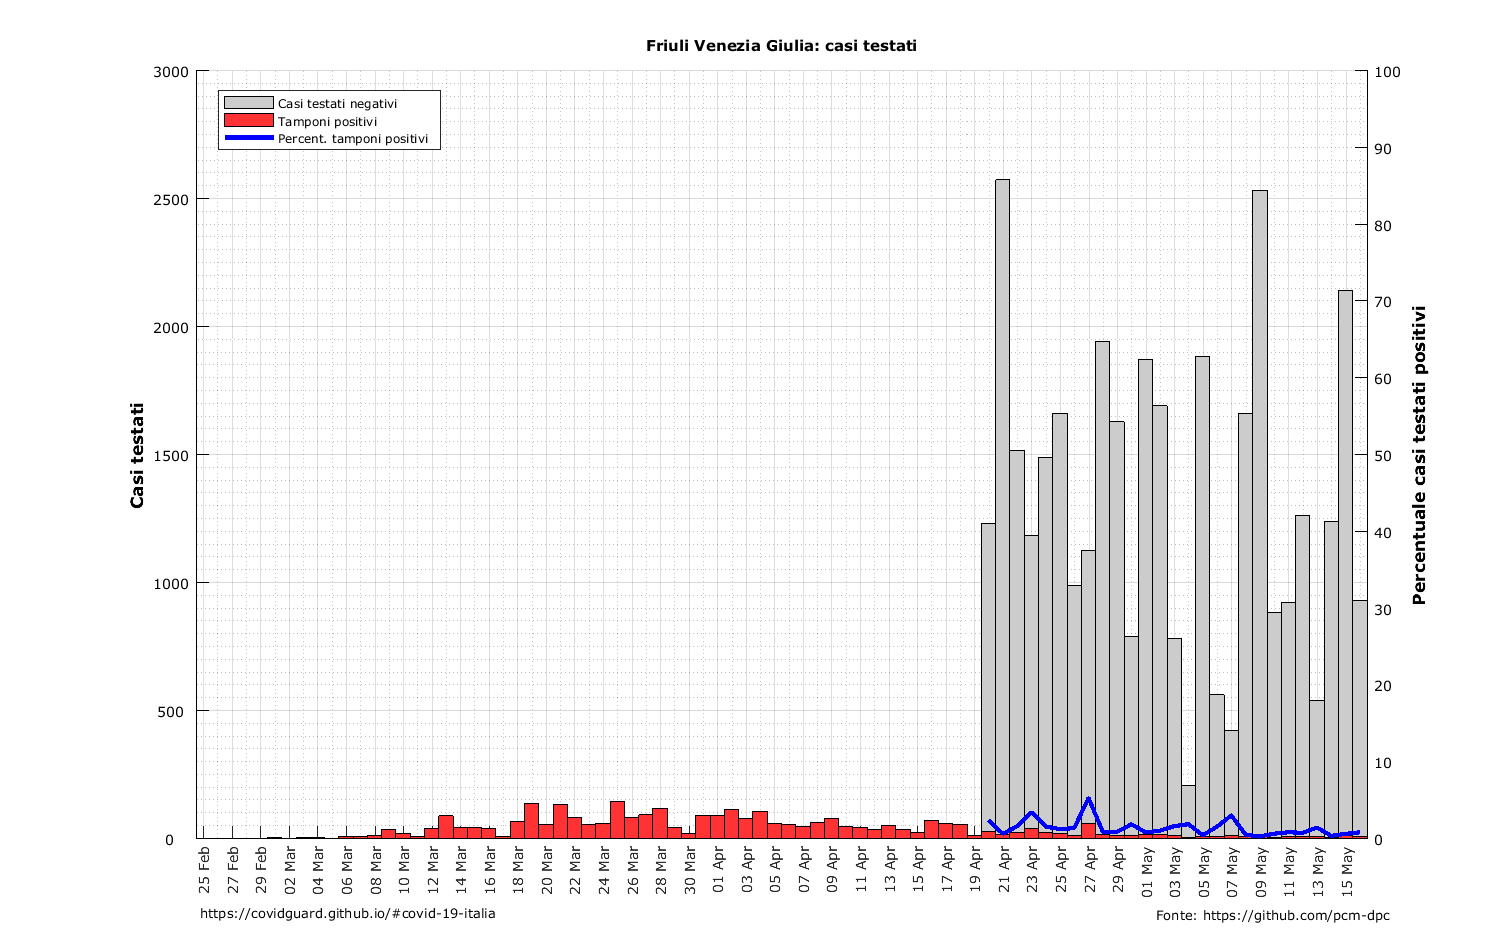 Friuli Venezia Giulia: casi testati
Casi testati negativi
Tamponi positivi
Percent. tamponi positivi
Casi testati
3000
2500
2000
1500
1000
500
0
100
90
80
70
60
50
40
30
20
10
0
Percentuale casi testati positivi
25 Feb
27 Feb
29 Feb
02 Mar
04 Mar
06 Mar
08 Mar
10 Mar
12 Mar
14 Mar
16 Mar
18 Mar
20 Mar
22 Mar
24 Mar
26 Mar
28 Mar
30 Mar
01 Apr
03 Apr
05 Apr
07 Apr
09 Apr
11 Apr
13 Apr
15 Apr
17 Apr
19 Apr
21 Apr
23 Apr
25 Apr
27 Apr
29 Apr
01 May
03 May
05 May
07 May
09 May
11 May
13 May
15 May
https://covidguard.github.io/#covid-19-italia
Fonte: https://github.com/pcm-dpc